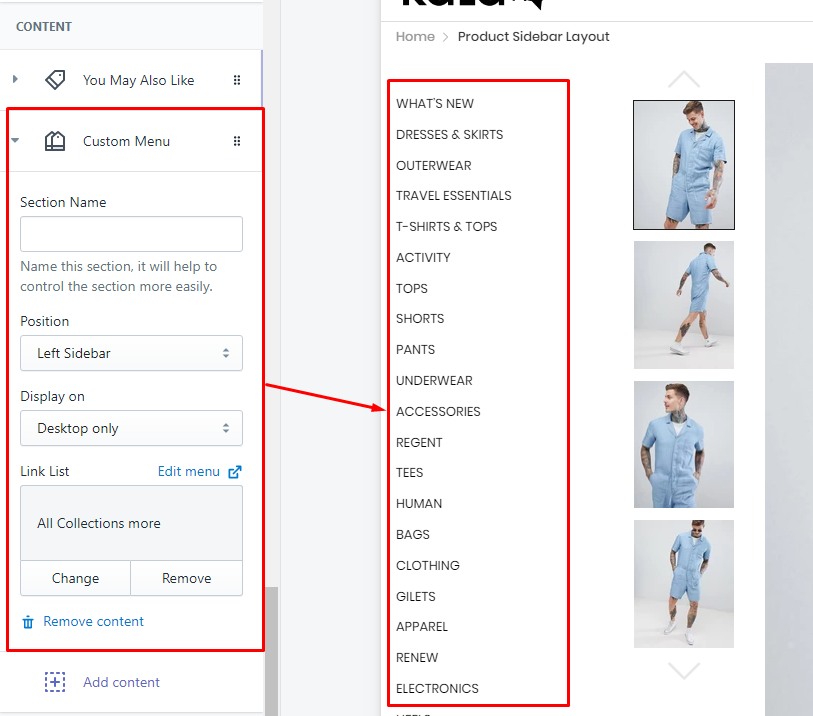 CONTENT
You May Also Like
Custom Menu
Section Name
Name this section, it will help to
control the section more easily.
Position
Left Sidebar
Display on
Desktop only
Link List
Edit menu
All Collections more
Change
Remove
Remove content
Add content
Home
Product Sidebar Layout
WHAT'S NEW
DRESSES & SKIRTS
OUTERWEAR
TRAVEL ESSENTIALS
T-SHIRTS & TOPS
ACTIVITY
TOPS
SHORTS
PANTS
UNDERWEAR
ACCESSORIES
REGENT
TEES
HUMAN
BAGS
CLOTHING
GILETS
APPAREL
RENEW
ELECTRONICS